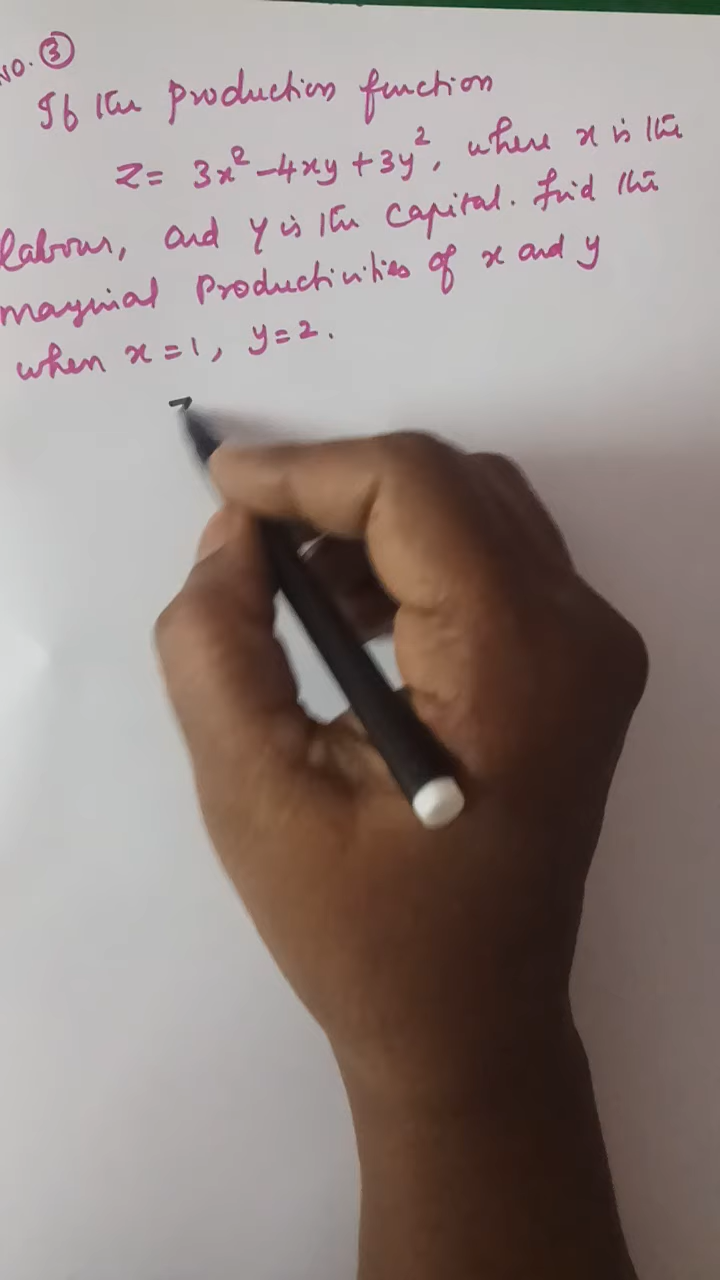 NO. ③
If the production function
Z = 3x² - 4xy + 3y², where x is the
labour, and y is the capital. find the
marginal productivities of x and y
when x = 1, y = 2.